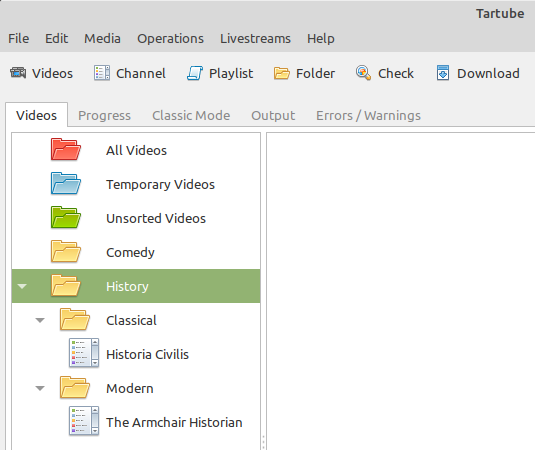 Tartube
File Edit Media Operations Livestreams Help
Videos Channel Playlist Folder Check Download
Videos Progress Classic Mode Output Errors / Warnings
All Videos
Temporary Videos
Unsorted Videos
Comedy
History
Classical
Historia Civilis
Modern
The Armchair Historian